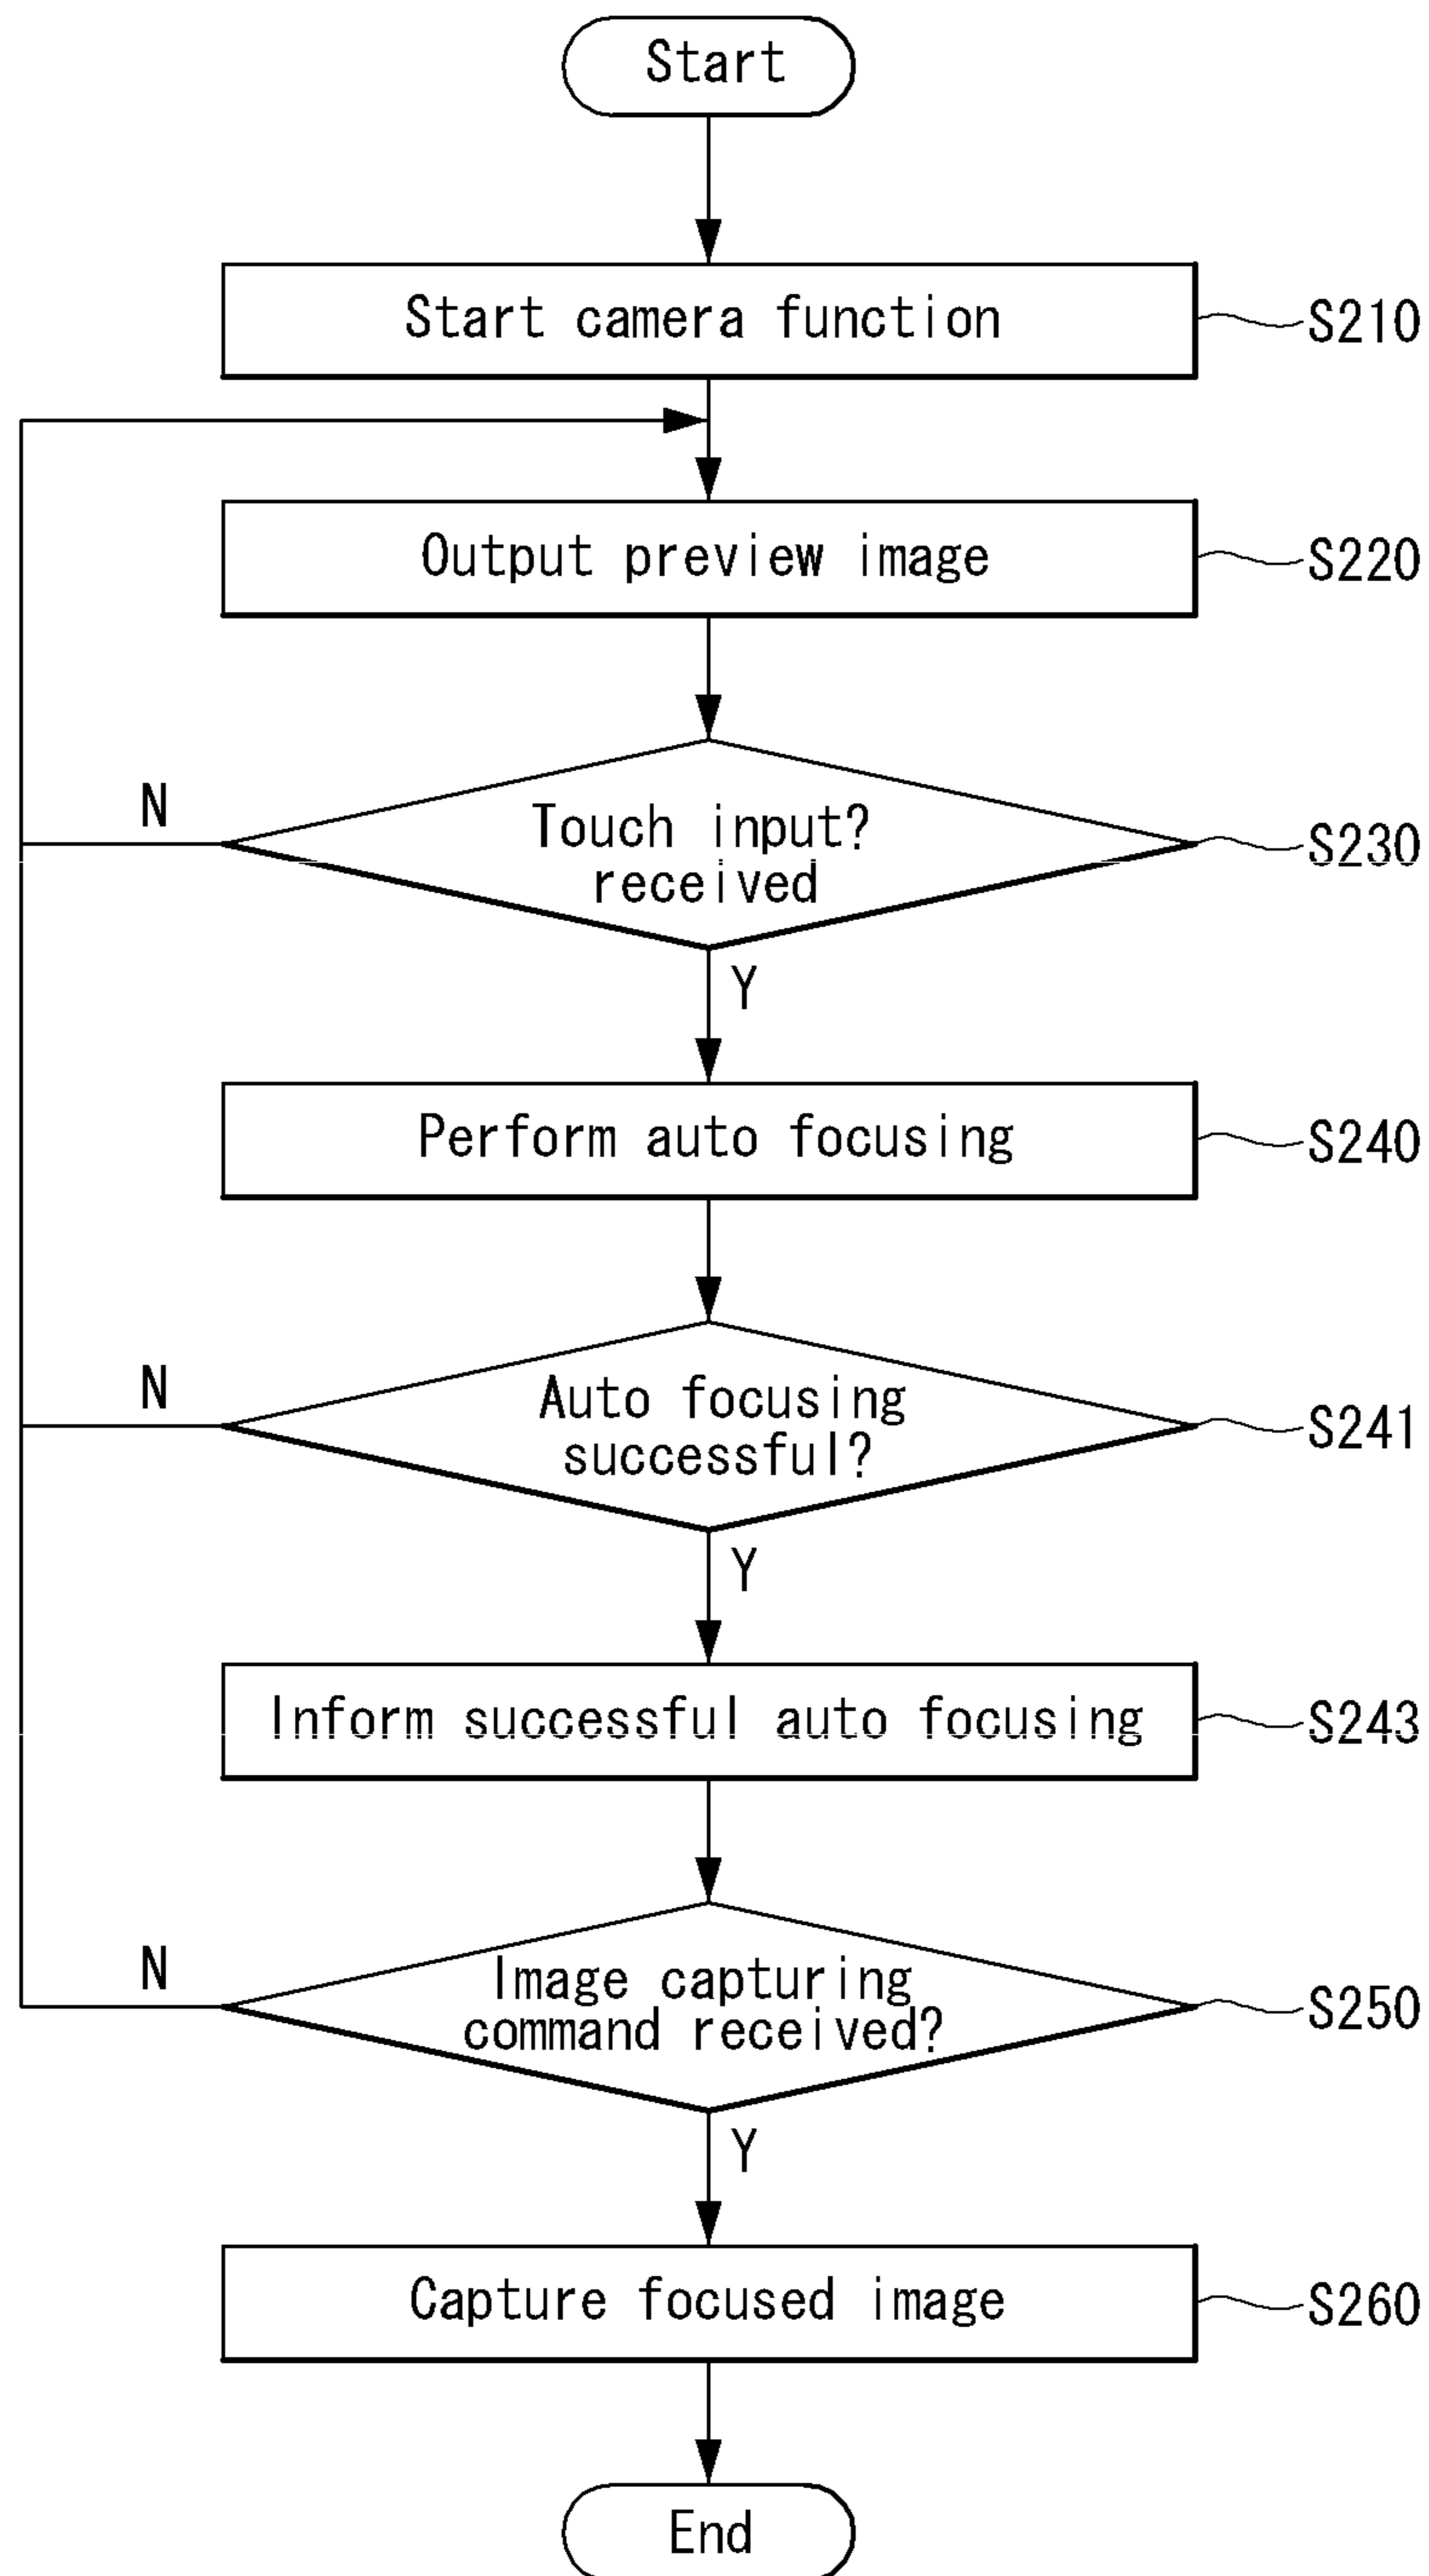 Start
Start camera function
S210
Output preview image
S220
N
Touch input?
received
S230
Y
Perform auto focusing
S240
N
Auto focusing
successful?
S241
Y
Inform successful auto focusing
S243
N
Image capturing
command received?
S250
Y
Capture focused image
S260
End